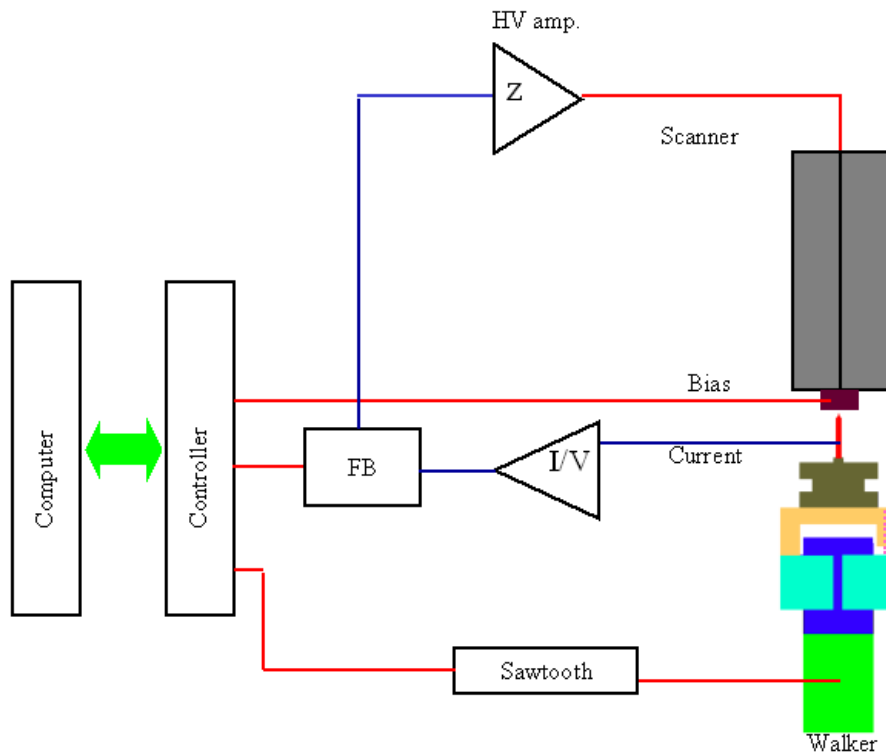 HV amp.
Z
Scanner
Bias
Computer
Controller
FB
I/V
Current
Sawtooth
Walker